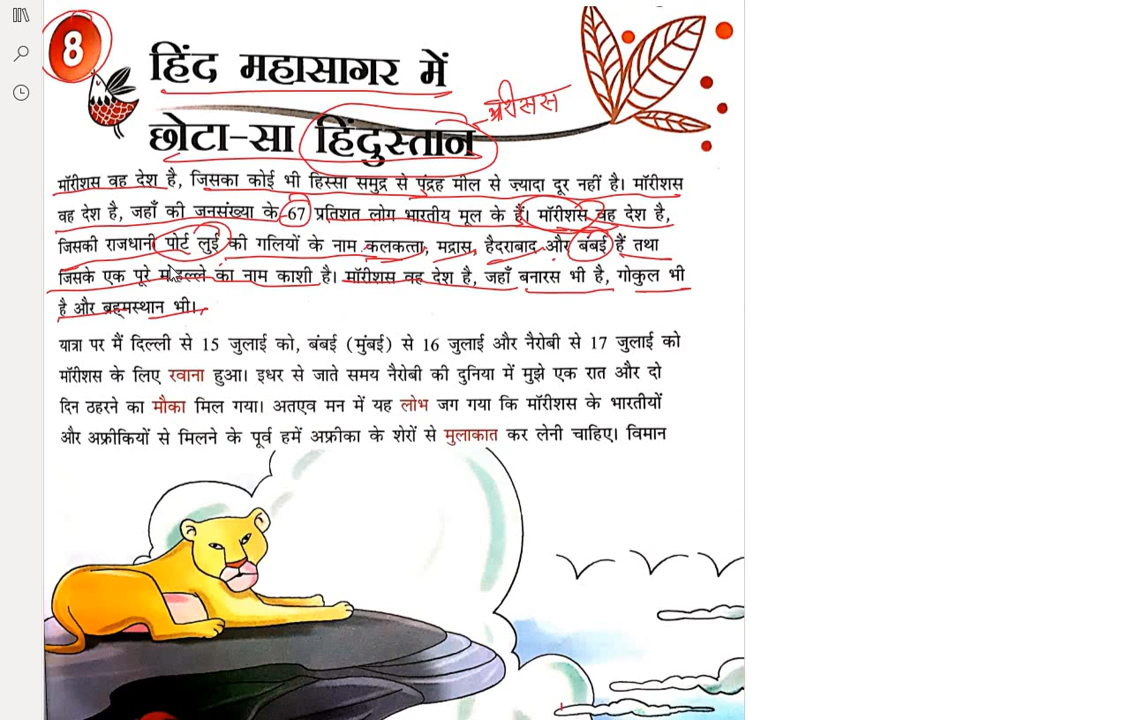 8
हिंद महासागर में
छोटा-सा हिंदुस्तान
मॉरीशस
मॉरीशस वह देश है, जिसका कोई भी हिस्सा समुद्र से पंद्रह मील से ज़्यादा दूर नहीं है। मॉरीशस
वह देश है, जहाँ की जनसंख्या के 67 प्रतिशत लोग भारतीय मूल के हैं। मॉरीशस वह देश है,
जिसकी राजधानी पोर्ट लुई की गलियों के नाम कलकत्ता, मद्रास, हैदराबाद और बंबई हैं तथा
जिसके एक पूरे मोहल्ले का नाम काशी है। मॉरीशस वह देश है, जहाँ बनारस भी है, गोकुल भी
है और ब्रह्मस्थान भी।
यात्रा पर मैं दिल्ली से 15 जुलाई को, बंबई (मुंबई) से 16 जुलाई और नैरोबी से 17 जुलाई को
मॉरीशस के लिए रवाना हुआ। इधर से जाते समय नैरोबी की दुनिया में मुझे एक रात और दो
दिन ठहरने का मौका मिल गया। अतएव मन में यह लोभ जग गया कि मॉरीशस के भारतीयों
और अफ्रीकियों से मिलने के पूर्व हमें अफ्रीका के शेरों से मुलाकात कर लेनी चाहिए। विमान